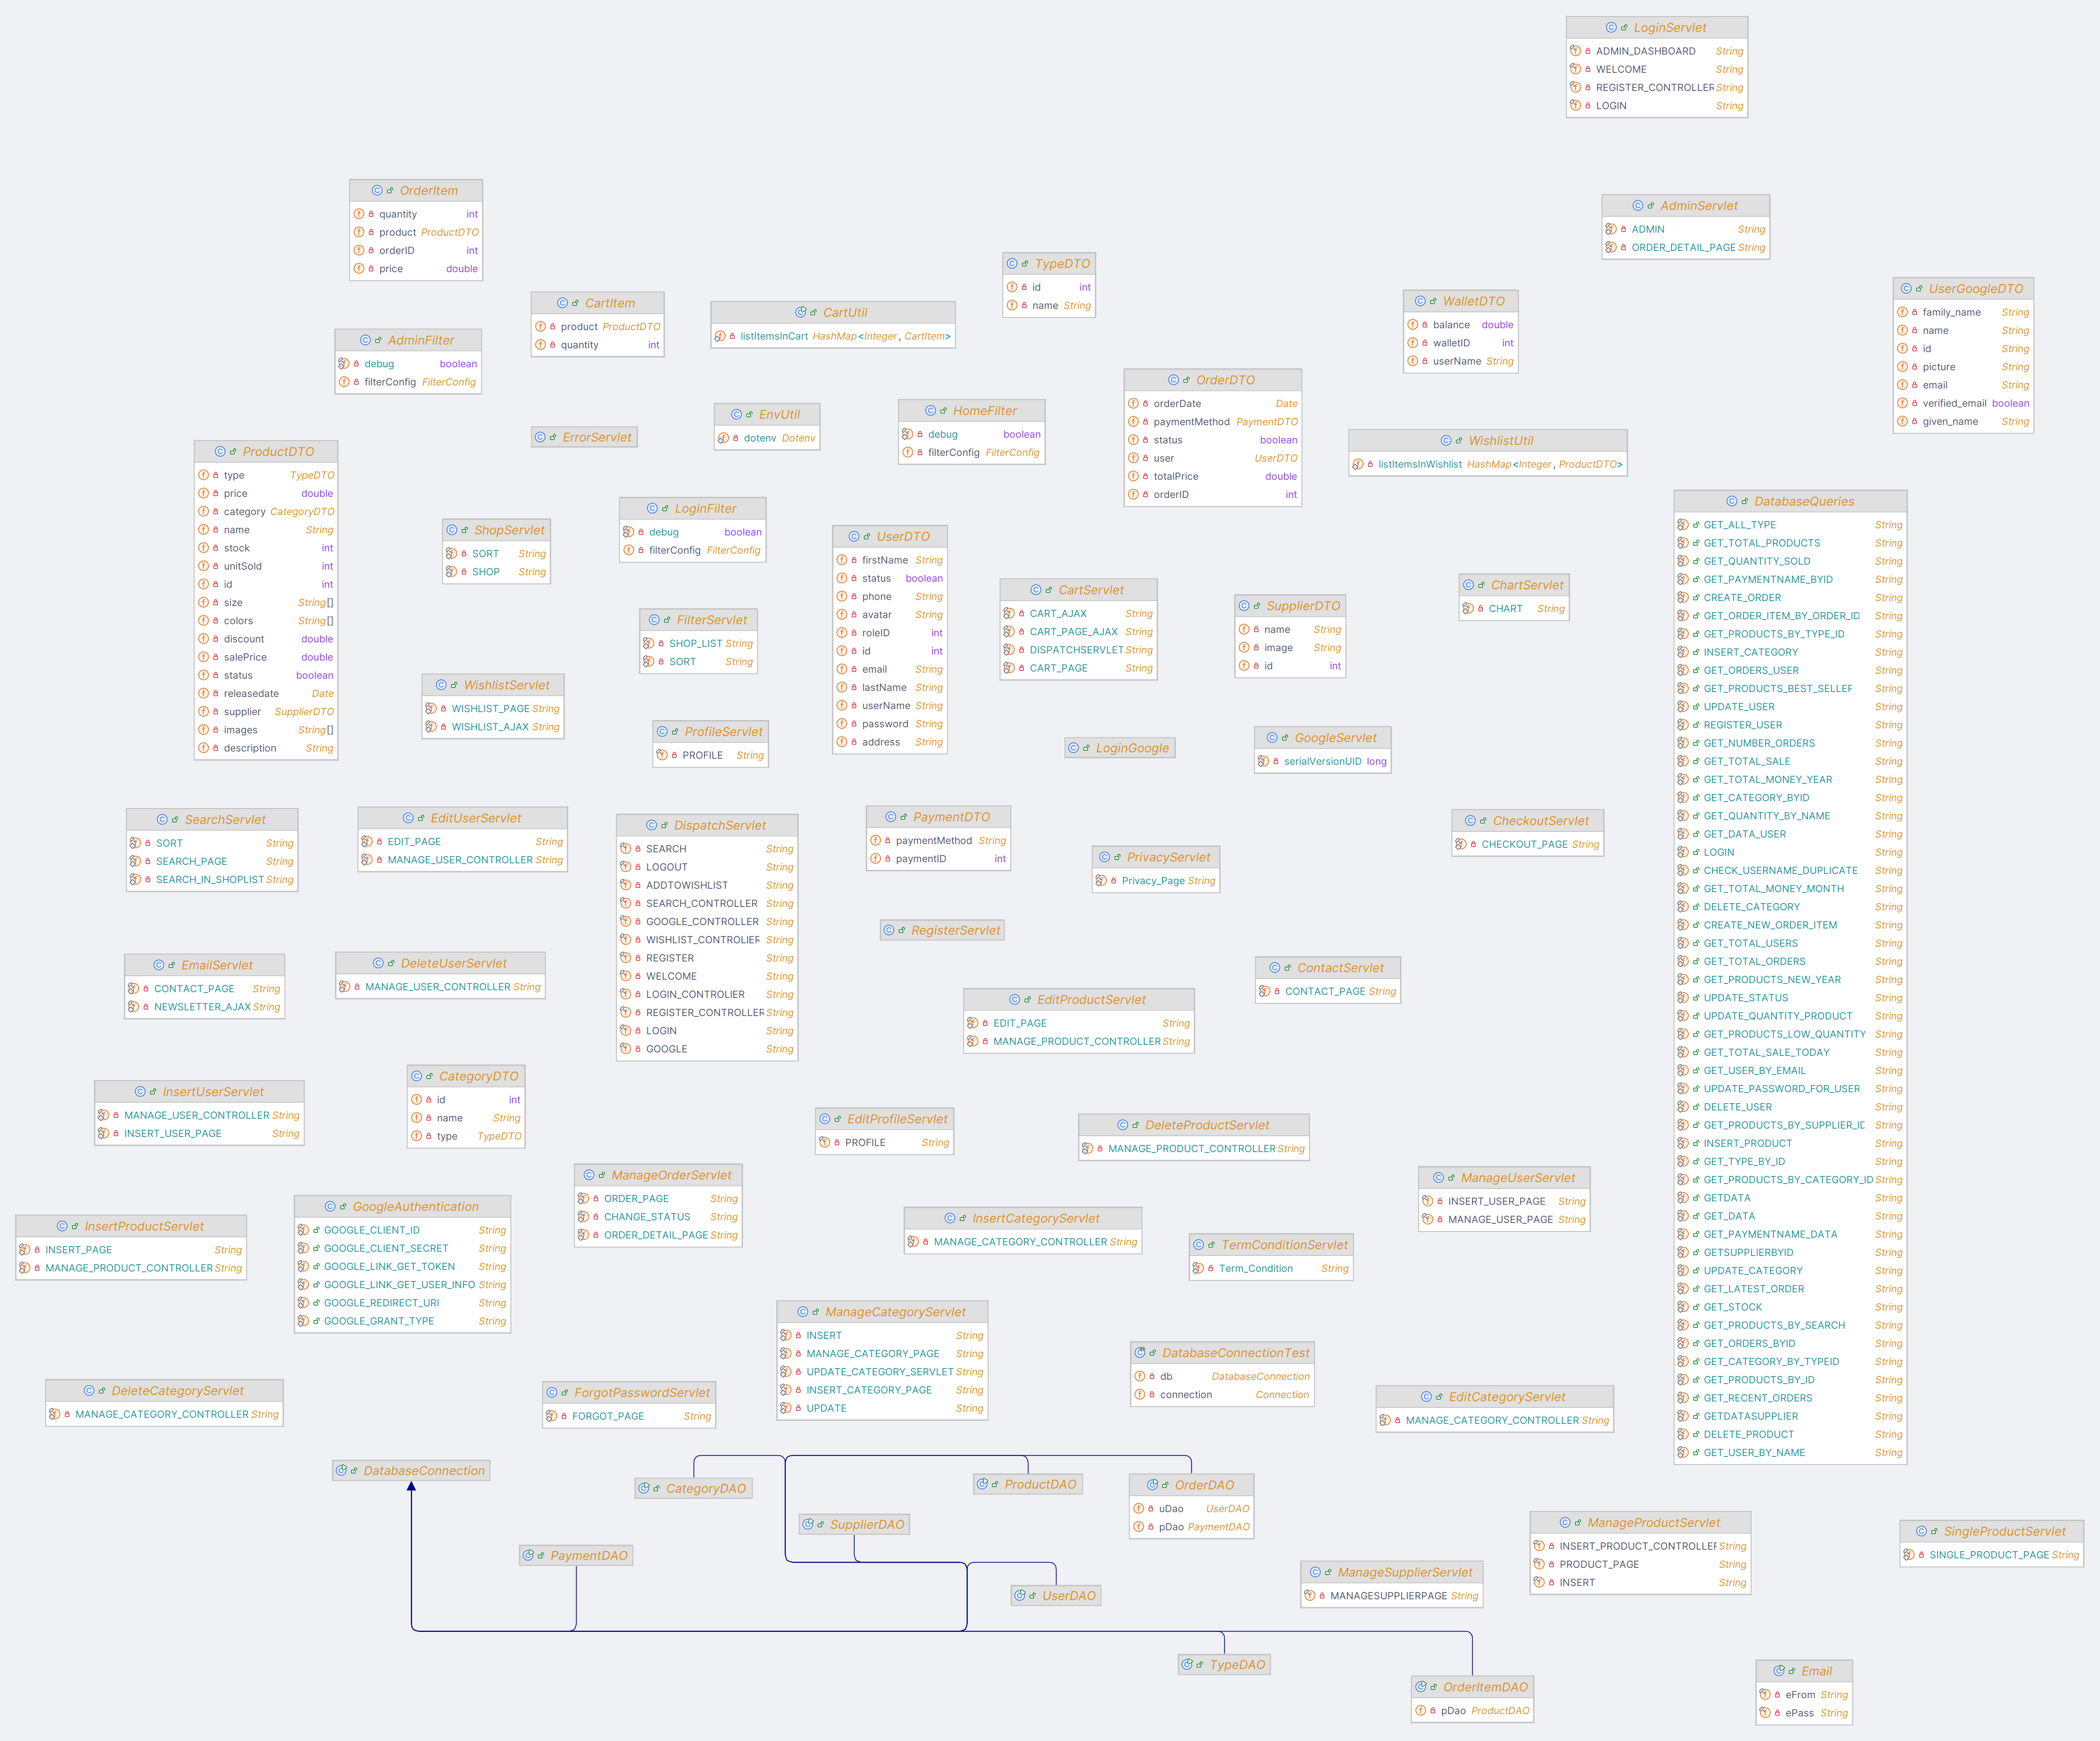 LoginServlet
ADMIN_DASHBOARD String
WELCOME String
REGISTER_CONTROLLER String
LOGIN String
OrderItem
quantity int
product ProductDTO
orderID int
price double
AdminServlet
ADMIN String
ORDER_DETAIL_PAGE String
TypeDTO
id int
name String
UserGoogleDTO
family_name String
name String
id String
picture String
email String
verified_email boolean
given_name String
CartItem
product ProductDTO
quantity int
CartUtil
listItemsInCart HashMap<Integer, CartItem>
WalletDTO
balance double
walletID int
userName String
AdminFilter
debug boolean
filterConfig FilterConfig
OrderDTO
orderDate Date
paymentMethod PaymentDTO
status boolean
user UserDTO
totalPrice double
orderID int
ErrorServlet
EnvUtil
dotenv Dotenv
HomeFilter
debug boolean
filterConfig FilterConfig
WishlistUtil
listItemsInWishlist HashMap<Integer, ProductDTO>
ProductDTO
type TypeDTO
price double
category CategoryDTO
name String
stock int
unitSold int
id int
size String[]
colors String[]
discount double
salePrice double
status boolean
releasedate Date
supplier SupplierDTO
images String[]
description String
ShopServlet
SORT String
SHOP String
LoginFilter
debug boolean
filterConfig FilterConfig
UserDTO
firstName String
status boolean
phone String
avatar String
roleID int
id int
email String
lastName String
userName String
password String
address String
DatabaseQueries
GET_ALL_TYPE String
GET_TOTAL_PRODUCTS String
GET_QUANTITY_SOLD String
GET_PAYMENTNAME_BYID String
CREATE_ORDER String
GET_ORDER_ITEM_BY_ORDER_ID String
GET_PRODUCTS_BY_TYPE_ID String
INSERT_CATEGORY String
GET_ORDERS_USER String
GET_PRODUCTS_BEST_SELLER String
UPDATE_USER String
REGISTER_USER String
GET_NUMBER_ORDERS String
GET_TOTAL_SALE String
GET_TOTAL_MONEY_YEAR String
GET_CATEGORY_BYID String
GET_QUANTITY_BY_NAME String
GET_DATA_USER String
LOGIN String
CHECK_USERNAME_DUPLICATE String
GET_TOTAL_MONEY_MONTH String
DELETE_CATEGORY String
CREATE_NEW_ORDER_ITEM String
GET_TOTAL_USERS String
GET_TOTAL_ORDERS String
GET_PRODUCTS_NEW_YEAR String
UPDATE_STATUS String
UPDATE_QUANTITY_PRODUCT String
GET_PRODUCTS_LOW_QUANTITY String
GET_TOTAL_SALE_TODAY String
GET_USER_BY_EMAIL String
UPDATE_PASSWORD_FOR_USER String
DELETE_USER String
GET_PRODUCTS_BY_SUPPLIER_ID String
INSERT_PRODUCT String
GET_TYPE_BY_ID String
GET_PRODUCTS_BY_CATEGORY_ID String
GETDATA String
GET_DATA String
GET_PAYMENTNAME_DATA String
GETSUPPLIERBYID String
UPDATE_CATEGORY String
GET_LATEST_ORDER String
GET_STOCK String
GET_PRODUCTS_BY_SEARCH String
GET_ORDERS_BYID String
GET_CATEGORY_BY_TYPEID String
GET_PRODUCTS_BY_ID String
GET_RECENT_ORDERS String
GETDATASUPPLIER String
DELETE_PRODUCT String
GET_USER_BY_NAME String
FilterServlet
SHOP_LIST String
SORT String
CartServlet
CART_AJAX String
CART_PAGE_AJAX String
DISPATCHSERVLET String
CART_PAGE String
SupplierDTO
name String
image String
id int
ChartServlet
CHART String
WishlistServlet
WISHLIST_PAGE String
WISHLIST_AJAX String
ProfileServlet
PROFILE String
LoginGoogle
GoogleServlet
serialVersionUID long
SearchServlet
SORT String
SEARCH_PAGE String
SEARCH_IN_SHOPLIST String
EditUserServlet
EDIT_PAGE String
MANAGE_USER_CONTROLLER String
DispatchServlet
SEARCH String
LOGOUT String
ADDTOWISHLIST String
SEARCH_CONTROLLER String
GOOGLE_CONTROLLER String
WISHLIST_CONTROLIER String
REGISTER String
WELCOME String
LOGIN_CONTROLIER String
REGISTER_CONTROLLER String
LOGIN String
GOOGLE String
PaymentDTO
paymentMethod String
paymentID int
CheckoutServlet
CHECKOUT_PAGE String
PrivacyServlet
Privacy_Page String
RegisterServlet
EmailServlet
CONTACT_PAGE String
NEWSLETTER_AJAX String
DeleteUserServlet
MANAGE_USER_CONTROLLER String
ContactServlet
CONTACT_PAGE String
EditProductServlet
EDIT_PAGE String
MANAGE_PRODUCT_CONTROLLER String
InsertUserServlet
MANAGE_USER_CONTROLLER String
INSERT_USER_PAGE String
CategoryDTO
id int
name String
type TypeDTO
EditProfileServlet
PROFILE String
DeleteProductServlet
MANAGE_PRODUCT_CONTROLLER String
ManageOrderServlet
ORDER_PAGE String
CHANGE_STATUS String
ORDER_DETAIL_PAGE String
ManageUserServlet
INSERT_USER_PAGE String
MANAGE_USER_PAGE String
InsertProductServlet
INSERT_PAGE String
MANAGE_PRODUCT_CONTROLLER String
GoogleAuthentication
GOOGLE_CLIENT_ID String
GOOGLE_CLIENT_SECRET String
GOOGLE_LINK_GET_TOKEN String
GOOGLE_LINK_GET_USER_INFO String
GOOGLE_REDIRECT_URI String
GOOGLE_GRANT_TYPE String
InsertCategoryServlet
MANAGE_CATEGORY_CONTROLLER String
TermConditionServlet
Term_Condition String
ManageCategoryServlet
INSERT String
MANAGE_CATEGORY_PAGE String
UPDATE_CATEGORY_SERVLET String
INSERT_CATEGORY_PAGE String
UPDATE String
DatabaseConnectionTest
db DatabaseConnection
connection Connection
DeleteCategoryServlet
MANAGE_CATEGORY_CONTROLLER String
ForgotPasswordServlet
FORGOT_PAGE String
EditCategoryServlet
MANAGE_CATEGORY_CONTROLLER String
DatabaseConnection
CategoryDAO
ProductDAO
OrderDAO
uDao UserDAO
pDao PaymentDAO
SupplierDAO
PaymentDAO
UserDAO
ManageProductServlet
INSERT_PRODUCT_CONTROLLER String
PRODUCT_PAGE String
INSERT String
SingleProductServlet
SINGLE_PRODUCT_PAGE String
ManageSupplierServlet
MANAGESUPPLIERPAGE String
TypeDAO
OrderItemDAO
pDao ProductDAO
Email
eFrom String
ePass String